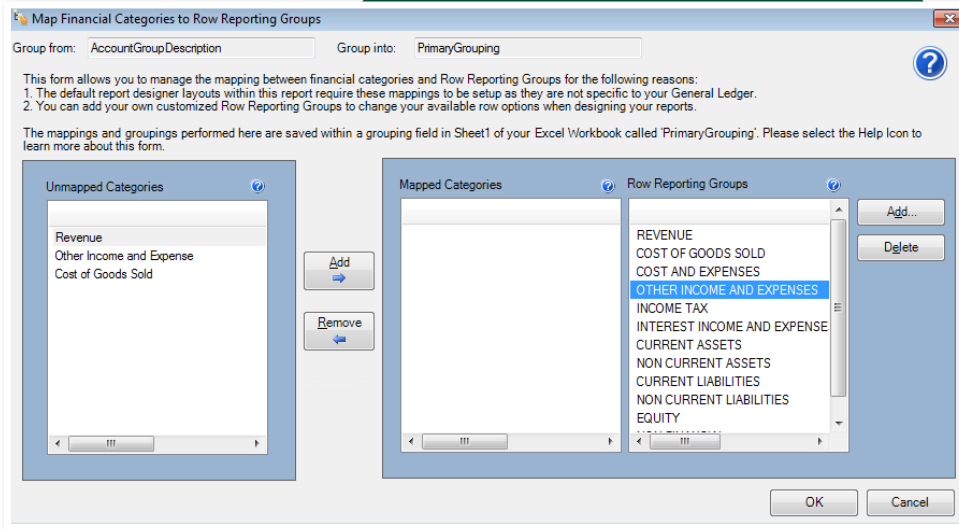 Map Financial Categories to Row Reporting Groups
Group from: AccountGroupDescription Group into: PrimaryGrouping
This form allows you to manage the mapping between financial categories and Row Reporting Groups for the following reasons:
1. The default report designer layouts within this report require these mappings to be setup as they are not specific to your General Ledger.
2. You can add your own customized Row Reporting Groups to change your available row options when designing your reports.
The mappings and groupings performed here are saved within a grouping field in Sheet1 of your Excel Workbook called 'PrimaryGrouping'. Please select the Help Icon to
learn more about this form.
Unmapped Categories
Revenue
Other Income and Expense
Cost of Goods Sold
Add
Remove
Mapped Categories
Row Reporting Groups
REVENUE
COST OF GOODS SOLD
COST AND EXPENSES
OTHER INCOME AND EXPENSES
INCOME TAX
INTEREST INCOME AND EXPENSE
CURRENT ASSETS
NON CURRENT ASSETS
CURRENT LIABILITIES
NON CURRENT LIABILITIES
EQUITY
Add...
Delete
OK
Cancel